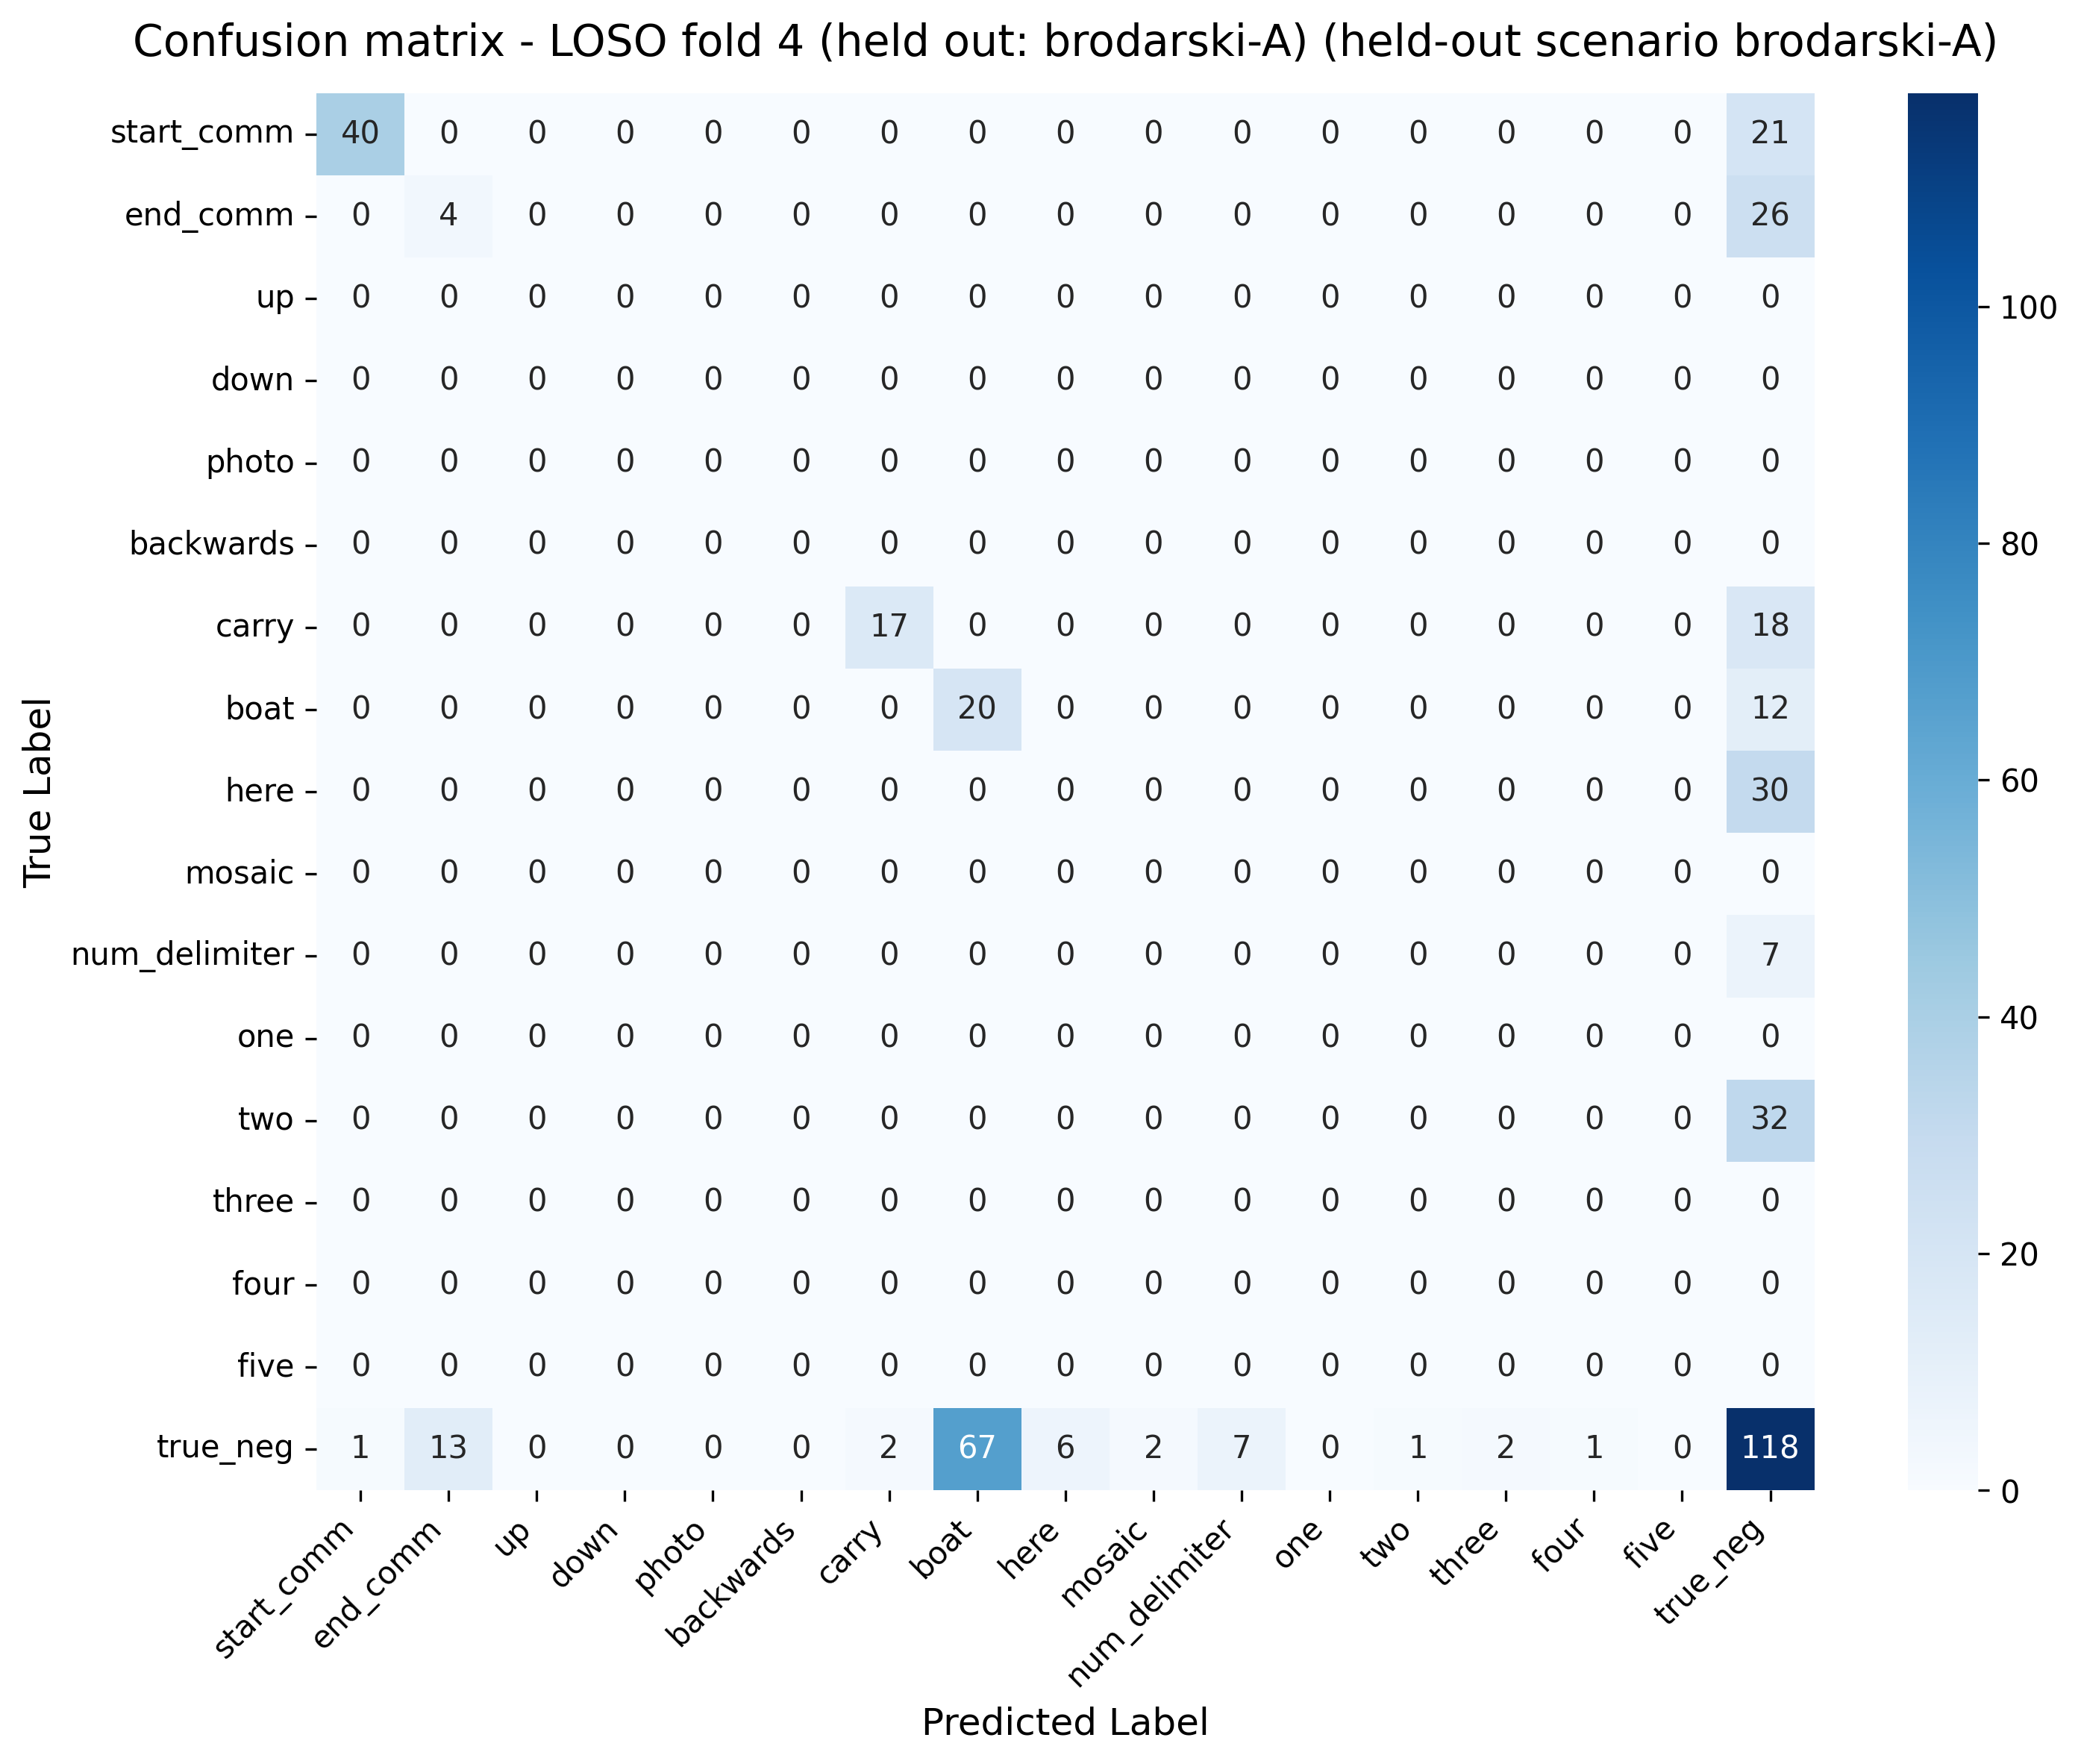 Confusion matrix - LOSO fold 4 (held out: brodarski-A) (held-out scenario brodarski-A)
True Label
start_comm 40 0 0 0 0 0 0 0 0 0 0 0 0 0 0 0 21
end_comm 0 4 0 0 0 0 0 0 0 0 0 0 0 0 0 0 26
up 0 0 0 0 0 0 0 0 0 0 0 0 0 0 0 0 0
down 0 0 0 0 0 0 0 0 0 0 0 0 0 0 0 0 0
photo 0 0 0 0 0 0 0 0 0 0 0 0 0 0 0 0 0
backwards 0 0 0 0 0 0 0 0 0 0 0 0 0 0 0 0 0
carry 0 0 0 0 0 0 17 0 0 0 0 0 0 0 0 0 18
boat 0 0 0 0 0 0 0 20 0 0 0 0 0 0 0 0 12
here 0 0 0 0 0 0 0 0 0 0 0 0 0 0 0 0 30
mosaic 0 0 0 0 0 0 0 0 0 0 0 0 0 0 0 0 0
num_delimiter 0 0 0 0 0 0 0 0 0 0 0 0 0 0 0 0 7
one 0 0 0 0 0 0 0 0 0 0 0 0 0 0 0 0 0
two 0 0 0 0 0 0 0 0 0 0 0 0 0 0 0 0 32
three 0 0 0 0 0 0 0 0 0 0 0 0 0 0 0 0 0
four 0 0 0 0 0 0 0 0 0 0 0 0 0 0 0 0 0
five 0 0 0 0 0 0 0 0 0 0 0 0 0 0 0 0 0
true_neg 1 13 0 0 0 0 2 67 6 2 7 0 1 2 1 0 118
start_comm end_comm up down photo backwards carry boat here mosaic num_delimiter one two three four five true_neg
Predicted Label
100
80
60
40
20
0